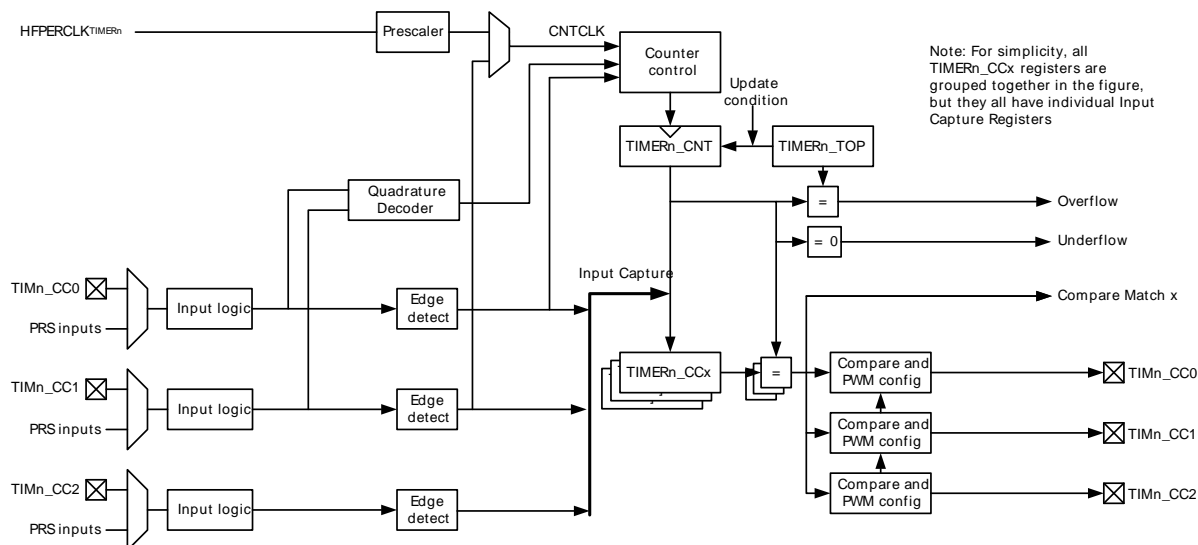 HFPERCLKTIMERn
Prescaler
CNTCLK
Counter
control
Note: For simplicity, all
TIMERn_CCx registers are
grouped together in the figure,
but they all have individual Input
Capture Registers
Update
condition
TIMERn_CNT
TIMERn_TOP
Quadrature
Decoder
=
Overflow
= 0
Underflow
Input Capture
TIMn_CC0
PRS inputs
Input logic
Edge
detect
Compare Match x
TIMERn_CCx
=
Compare and
PWM config
TIMn_CC0
TIMn_CC1
PRS inputs
Input logic
Edge
detect
Compare and
PWM config
TIMn_CC1
TIMn_CC2
PRS inputs
Input logic
Edge
detect
Compare and
PWM config
TIMn_CC2